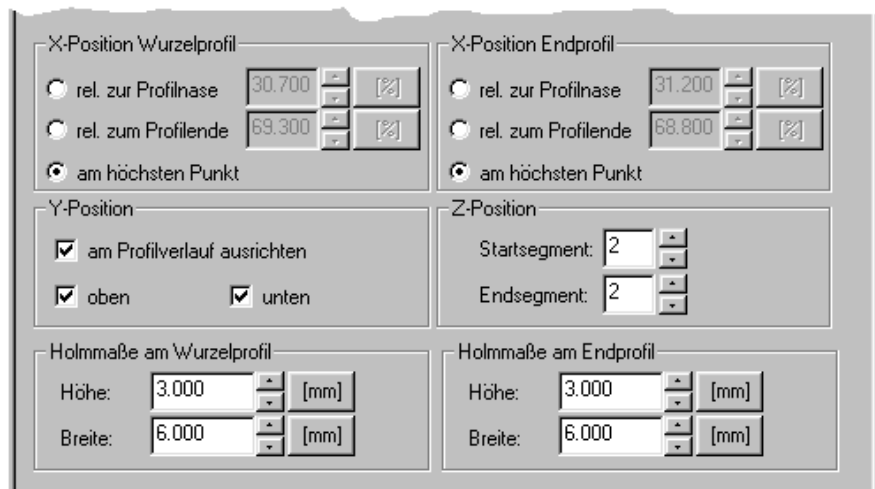 X-Position Wurzelprofil
rel. zur Profilnase 30.700 [%]
rel. zum Profilende 69.300 [%]
am höchsten Punkt
X-Position Endprofil
rel. zur Profilnase 31.200 [%]
rel. zum Profilende 68.800 [%]
am höchsten Punkt
Y-Position
am Profilverlauf ausrichten
oben unten
Z-Position
Startsegment: 2
Endsegment: 2
Holmmaße am Wurzelprofil
Höhe: 3.000 [mm]
Breite: 6.000 [mm]
Holmmaße am Endprofil
Höhe: 3.000 [mm]
Breite: 6.000 [mm]